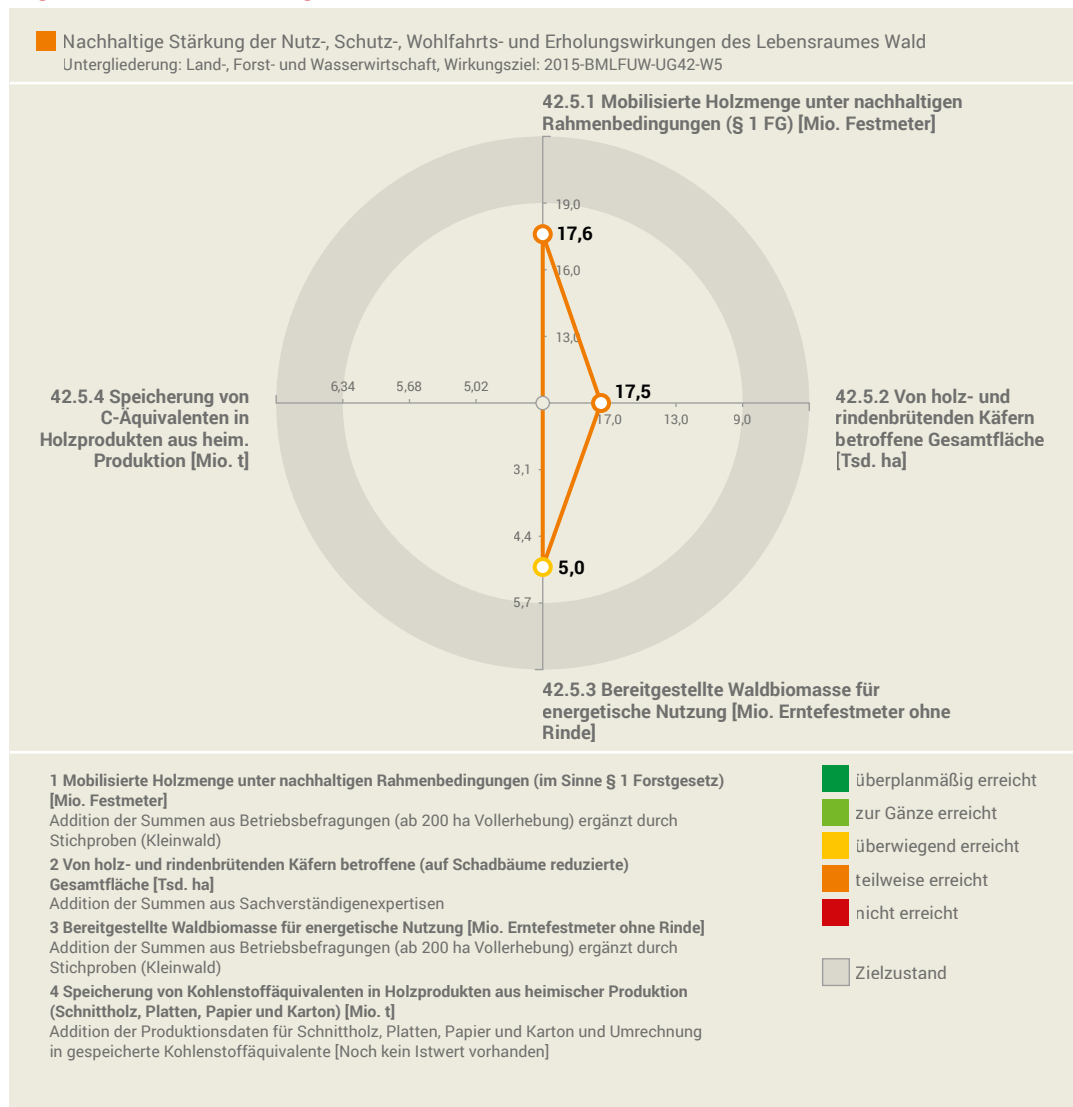 Nachhaltige Stärkung der Nutz-, Schutz-, Wohlfahrts- und Erholungswirkungen des Lebensraumes Wald
Untergliederung: Land-, Forst- und Wasserwirtschaft, Wirkungsziel: 2015-BMLFUW-UG42-W5
42.5.1 Mobilisierte Holzmenge unter nachhaltigen
Rahmenbedingungen (§ 1 FG) [Mio. Festmeter]
19,0
17,6
16,0
13,0
42.5.4 Speicherung von
C-Äquivalenten in
Holzprodukten aus heim.
Produktion [Mio. t]
6,34
5,68
5,02
17,5
17,0
13,0
9,0
42.5.2 Von holz- und
rindenbrütenden Käfern
betroffene Gesamtfläche
[Tsd. ha]
3,1
4,4
5,0
5,7
42.5.3 Bereitgestellte Waldbiomasse für
energetische Nutzung [Mio. Erntefestmeter ohne
Rinde]
1 Mobilisierte Holzmenge unter nachhaltigen Rahmenbedingungen (im Sinne § 1 Forstgesetz)
[Mio. Festmeter]
Addition der Summen aus Betriebsbefragungen (ab 200 ha Vollerhebung) ergänzt durch
Stichproben (Kleinwald)
2 Von holz- und rindenbrütenden Käfern betroffene (auf Schadbäume reduzierte)
Gesamtfläche [Tsd. ha]
Addition der Summen aus Sachverständigenexpertisen
3 Bereitgestellte Waldbiomasse für energetische Nutzung [Mio. Erntefestmeter ohne Rinde]
Addition der Summen aus Betriebsbefragungen (ab 200 ha Vollerhebung) ergänzt durch
Stichproben (Kleinwald)
4 Speicherung von Kohlenstoffäquivalenten in Holzprodukten aus heimischer Produktion
(Schnittholz, Platten, Papier und Karton) [Mio. t]
Addition der Produktionsdaten für Schnittholz, Platten, Papier und Karton und Umrechnung
in gespeicherte Kohlenstoffäquivalente [Noch kein Istwert vorhanden]
überplanmäßig erreicht
zur Gänze erreicht
überwiegend erreicht
teilweise erreicht
nicht erreicht
Zielzustand